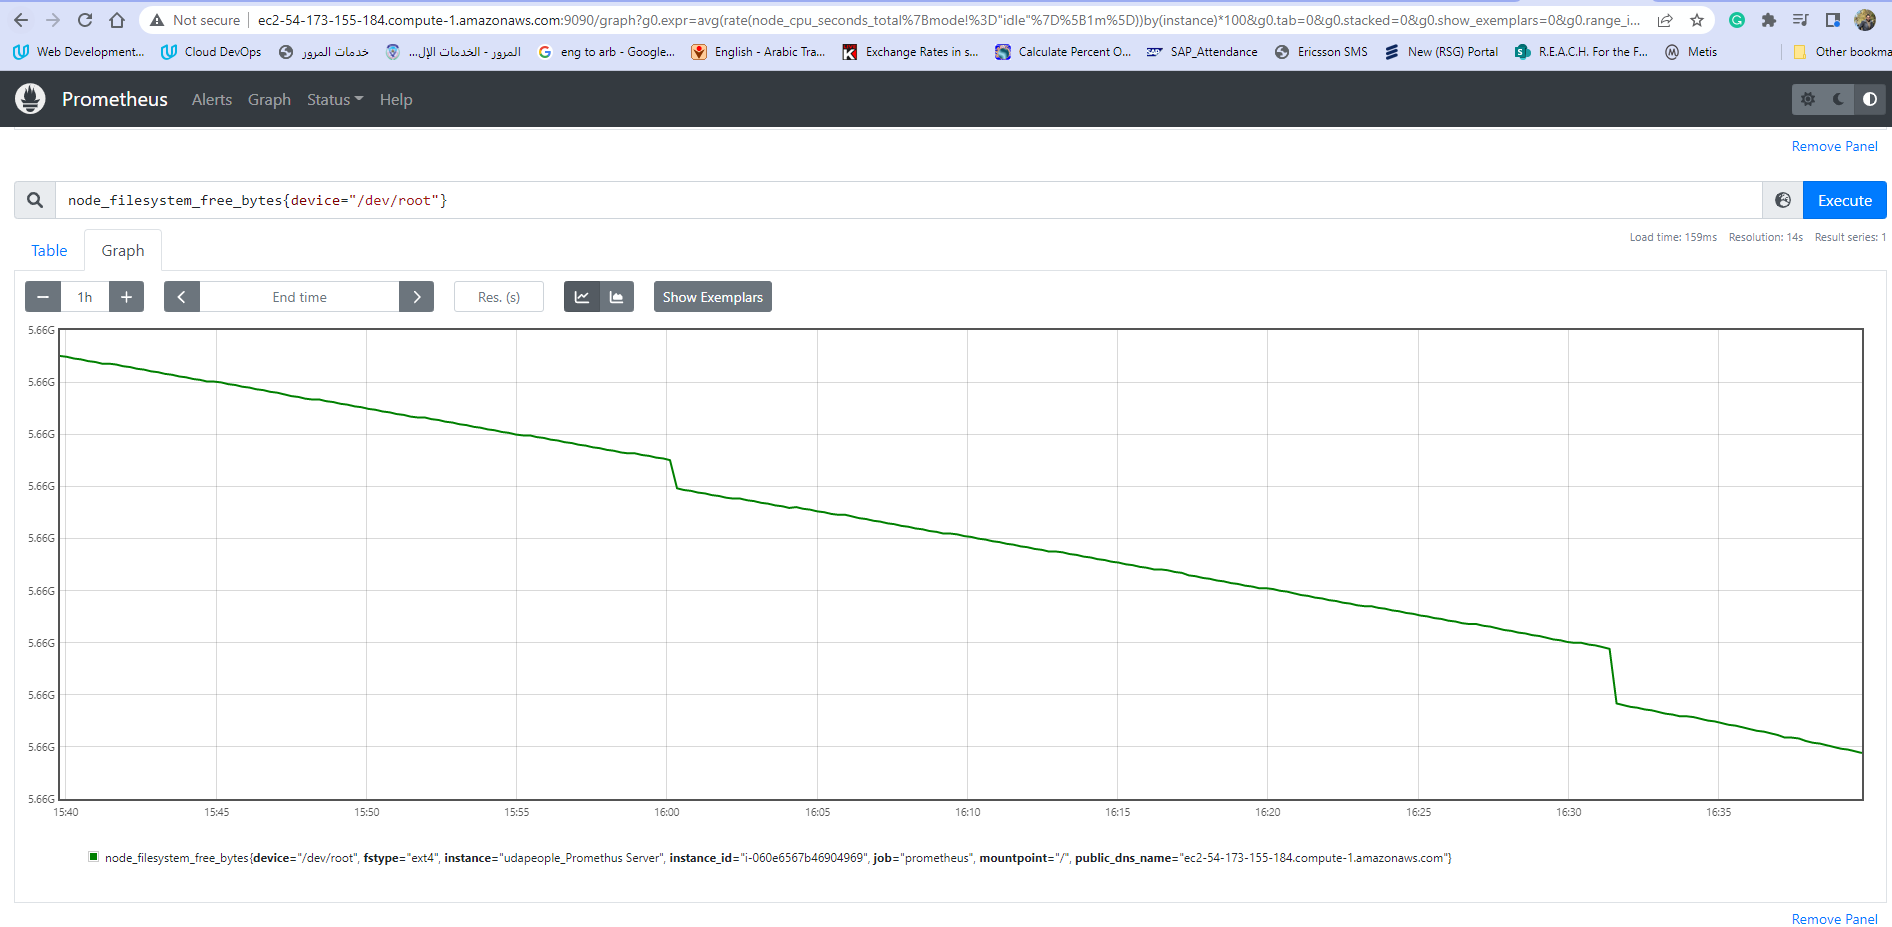 Not secure ec2-54-173-155-184.compute-1.amazonaws.com:9090/graph?g0.expr=avg(rate(node_cpu_seconds_total%7Bmode!%3D"idle"%7D%5B1m%5D))by(instance)*100&g0.tab=0&g0.stacked=0&g0.show_exemplars=0&g0.range_i...
Web Development... Cloud DevOps خدمات المرور المرور - الخدمات الإل... eng to arb - Google... English - Arabic Tra... Exchange Rates in s... Calculate Percent O... SAP_Attendance Ericsson SMS New (RSG) Portal R.E.A.C.H. For the F... Metis Other bookma
Prometheus Alerts Graph Status Help
Remove Panel
node_filesystem_free_bytes{device="/dev/root"} Execute
Load time: 159ms Resolution: 14s Result series: 1
Table Graph
− 1h + End time Res. (s) Show Exemplars
5.66G
5.66G
5.66G
5.66G
5.66G
5.66G
5.66G
5.66G
5.66G
5.66G
15:40 15:45 15:50 15:55 16:00 16:05 16:10 16:15 16:20 16:25 16:30 16:35
node_filesystem_free_bytes{device="/dev/root", fstype="ext4", instance="udapeople_Promethus Server", instance_id="i-060e6567b46904969", job="prometheus", mountpoint="/", public_dns_name="ec2-54-173-155-184.compute-1.amazonaws.com"}
Remove Panel